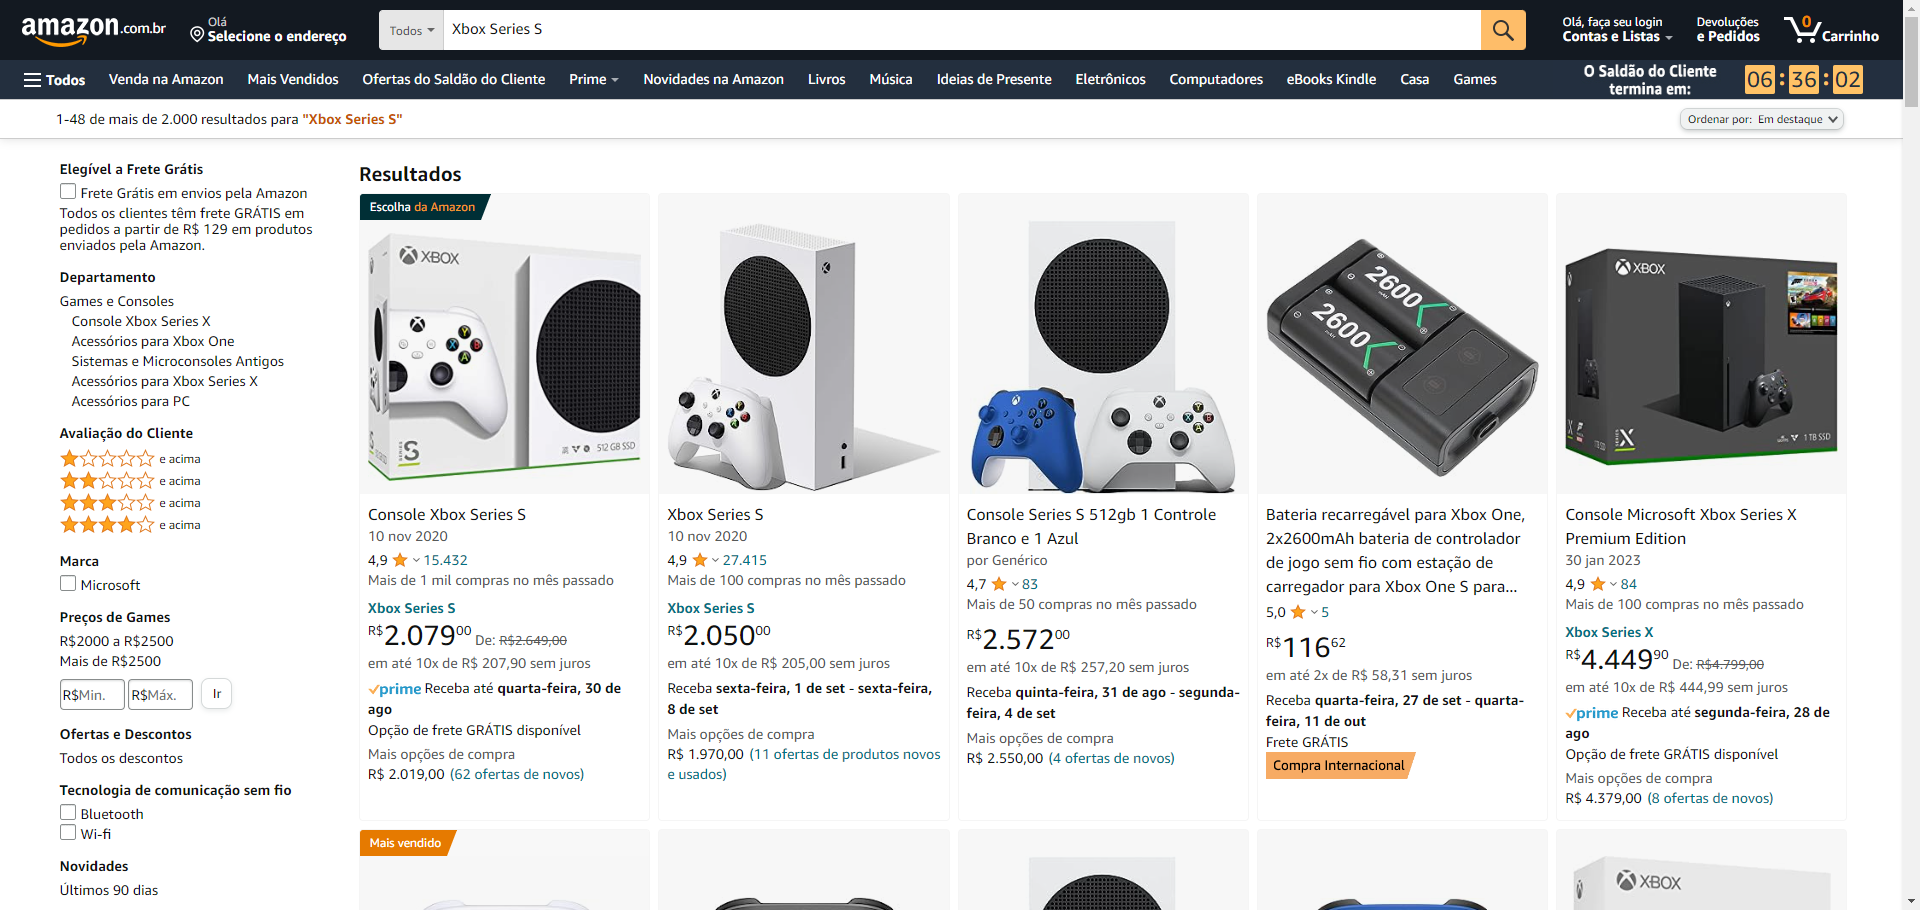 amazon.com.br
Olá
Selecione o endereço
Todos
Xbox Series S
Olá, faça seu login
Contas e Listas
Devoluções
e Pedidos
0
Carrinho
Todos
Venda na Amazon
Mais Vendidos
Ofertas do Saldão do Cliente
Prime
Novidades na Amazon
Livros
Música
Ideias de Presente
Eletrônicos
Computadores
eBooks Kindle
Casa
Games
O Saldão do Cliente
termina em:
06 : 36 : 02
1-48 de mais de 2.000 resultados para "Xbox Series S"
Ordenar por: Em destaque
Elegível a Frete Grátis
Frete Grátis em envios pela Amazon
Todos os clientes têm frete GRÁTIS em
pedidos a partir de R$ 129 em produtos
enviados pela Amazon.
Departamento
Games e Consoles
Console Xbox Series X
Acessórios para Xbox One
Sistemas e Microconsoles Antigos
Acessórios para Xbox Series X
Acessórios para PC
Avaliação do Cliente
e acima
e acima
e acima
e acima
Marca
Microsoft
Preços de Games
R$2000 a R$2500
Mais de R$2500
R$Min.
R$Máx.
Ir
Ofertas e Descontos
Todos os descontos
Tecnologia de comunicação sem fio
Bluetooth
Wi-fi
Novidades
Últimos 90 dias
Resultados
Escolha da Amazon
XBOX
Y
X
B
A
SERIES
S
512 GB SSD
Console Xbox Series S
10 nov 2020
4,9 15.432
Mais de 1 mil compras no mês passado
Xbox Series S
R$2.07900 De: R$2.649,00
em até 10x de R$ 207,90 sem juros
prime Receba até quarta-feira, 30 de
ago
Opção de frete GRÁTIS disponível
Mais opções de compra
R$ 2.019,00 (62 ofertas de novos)
Xbox Series S
10 nov 2020
4,9 27.415
Mais de 100 compras no mês passado
Xbox Series S
R$2.05000
em até 10x de R$ 205,00 sem juros
Receba sexta-feira, 1 de set - sexta-feira,
8 de set
Mais opções de compra
R$ 1.970,00 (11 ofertas de produtos novos
e usados)
Console Series S 512gb 1 Controle
Branco e 1 Azul
por Genérico
4,7 83
Mais de 50 compras no mês passado
R$2.57200
em até 10x de R$ 257,20 sem juros
Receba quinta-feira, 31 de ago - segunda-
feira, 4 de set
Mais opções de compra
R$ 2.550,00 (4 ofertas de novos)
2600
mAh
2600
mAh
Bateria recarregável para Xbox One,
2x2600mAh bateria de controlador
de jogo sem fio com estação de
carregador para Xbox One S para...
5,0 5
R$11662
em até 2x de R$ 58,31 sem juros
Receba quarta-feira, 27 de set - quarta-
feira, 11 de out
Frete GRÁTIS
Compra Internacional
XBOX
SERIES
X
1 TB SSD
Console Microsoft Xbox Series X
Premium Edition
30 jan 2023
4,9 84
Mais de 100 compras no mês passado
Xbox Series X
R$4.44990 De: R$4.799,00
em até 10x de R$ 444,99 sem juros
prime Receba até segunda-feira, 28 de
ago
Opção de frete GRÁTIS disponível
Mais opções de compra
R$ 4.379,00 (8 ofertas de novos)
Mais vendido
XBOX